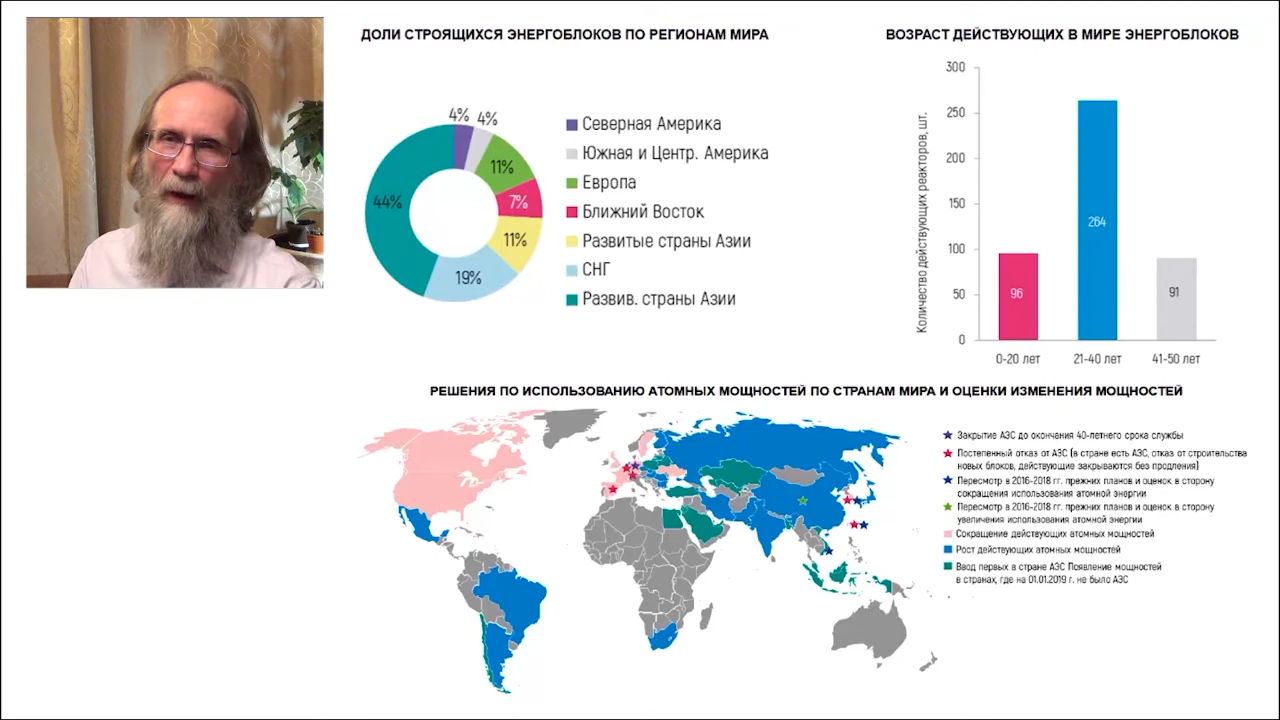 ДОЛИ СТРОЯЩИХСЯ ЭНЕРГОБЛОКОВ ПО РЕГИОНАМ МИРА
4%
4%
11%
7%
11%
19%
44%
Северная Америка
Южная и Центр. Америка
Европа
Ближний Восток
Развитые страны Азии
СНГ
Развив. страны Азии
ВОЗРАСТ ДЕЙСТВУЮЩИХ В МИРЕ ЭНЕРГОБЛОКОВ
Количество действующих реакторов, шт.
300
250
200
150
100
50
0
96
264
91
0-20 лет
21-40 лет
41-50 лет
РЕШЕНИЯ ПО ИСПОЛЬЗОВАНИЮ АТОМНЫХ МОЩНОСТЕЙ ПО СТРАНАМ МИРА И ОЦЕНКИ ИЗМЕНЕНИЯ МОЩНОСТЕЙ
Закрытие АЭС до окончания 40-летнего срока службы
Постепенный отказ от АЭС (в стране есть АЭС, отказ от строительства
новых блоков, действующие закрываются без продления)
Пересмотр в 2016-2018 гг. прежних планов и оценок в сторону
сокращения использования атомной энергии
Пересмотр в 2016-2018 гг. прежних планов и оценок в сторону
увеличения использования атомной энергии
Сокращение действующих атомных мощностей
Рост действующих атомных мощностей
Ввод первых в стране АЭС Появление мощностей
в странах, где на 01.01.2019 г. не было АЭС